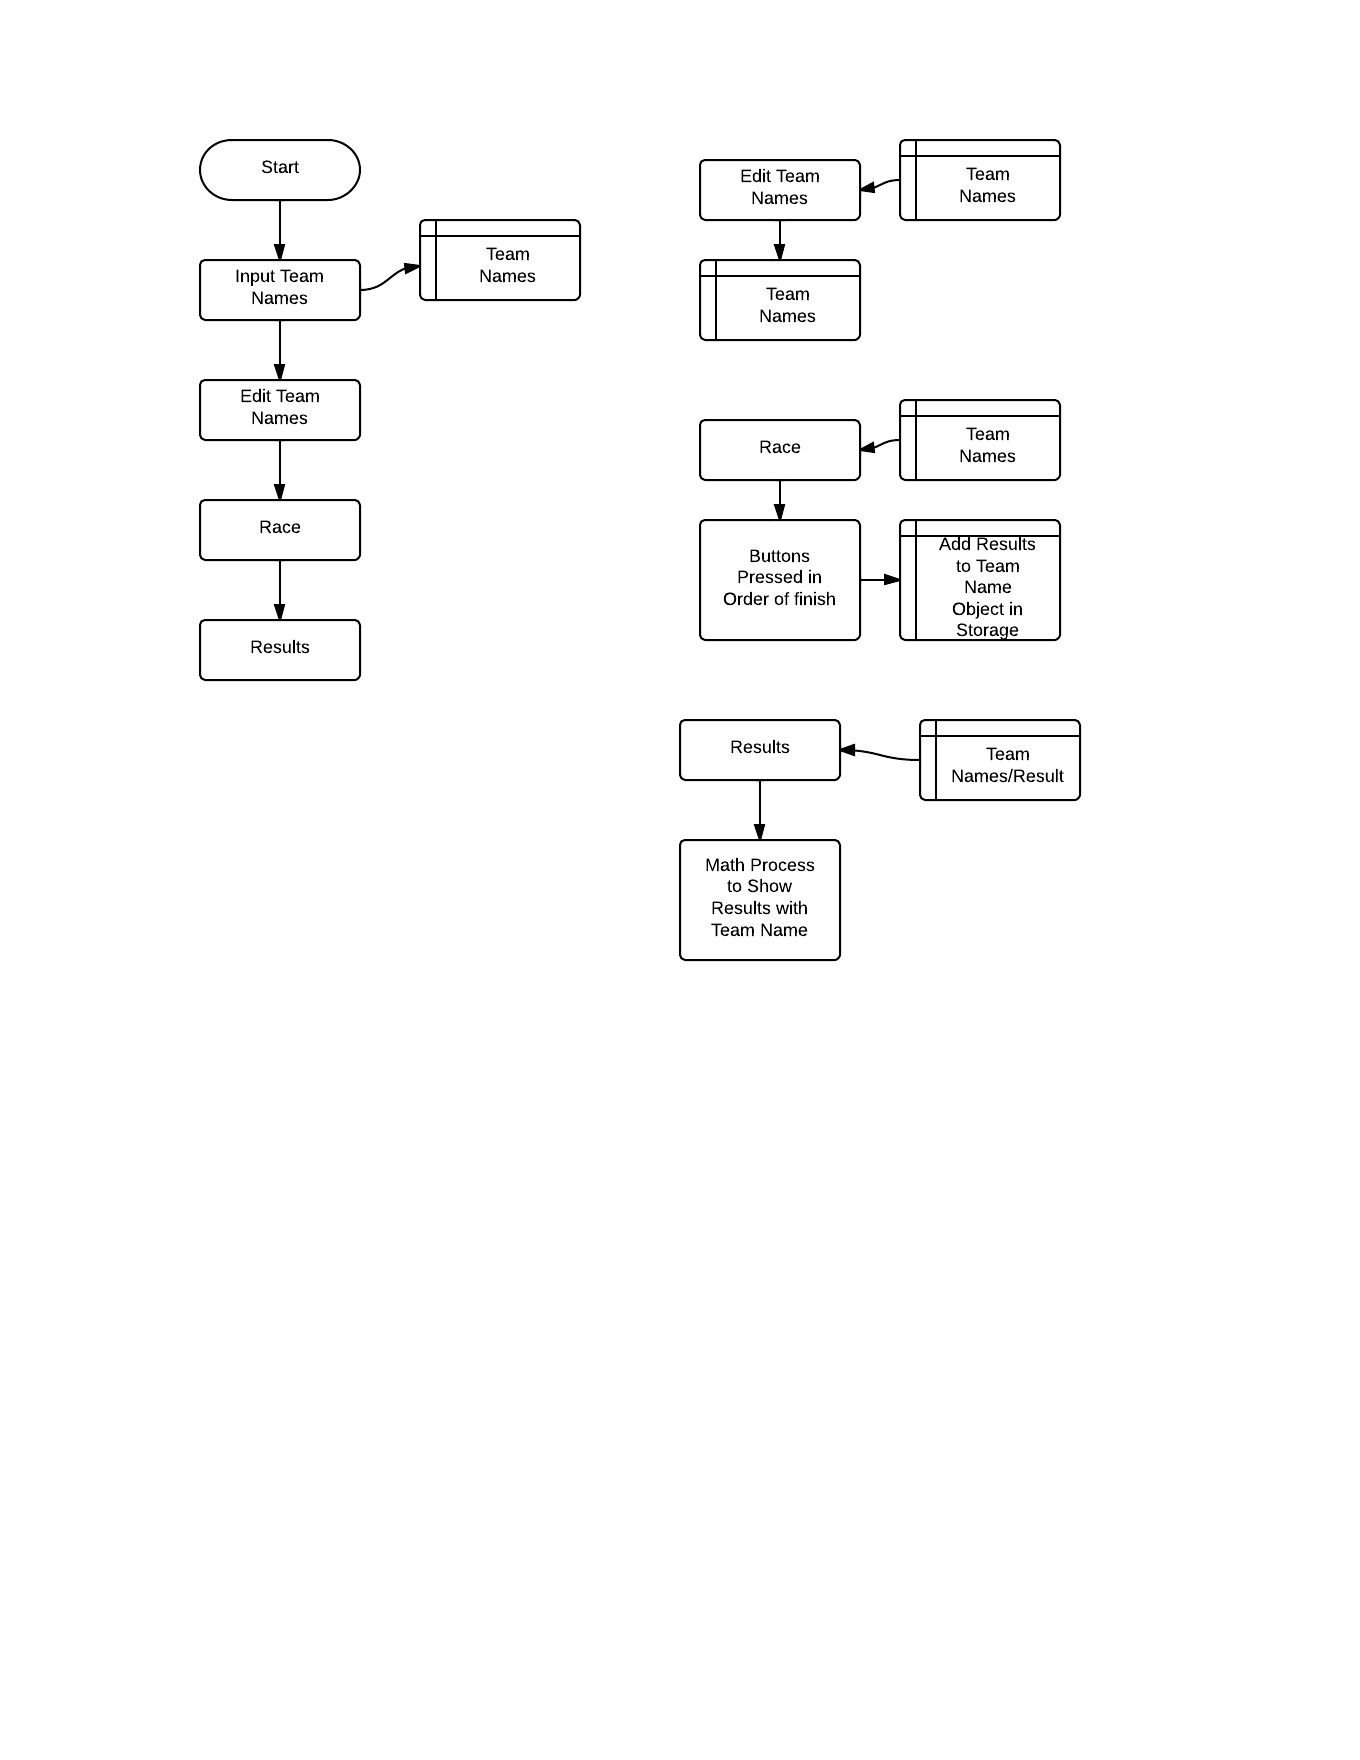 Start
Input Team
Names
Team
Names
Edit Team
Names
Race
Results
Edit Team
Names
Team
Names
Team
Names
Race
Team
Names
Buttons
Pressed in
Order of finish
Add Results
to Team
Name
Object in
Storage
Results
Team
Names/Result
Math Process
to Show
Results with
Team Name